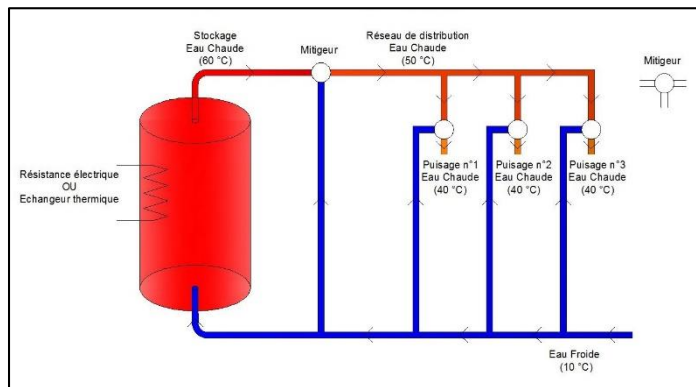 Stockage
Eau Chaude
(60 °C)
Mitigeur
Réseau de distribution
Eau Chaude
(50 °C)
Mitigeur
Résistance électrique
OU
Echangeur thermique
Puisage n°1
Eau Chaude
(40 °C)
Puisage n°2
Eau Chaude
(40 °C)
Puisage n°3
Eau Chaude
(40 °C)
Eau Froide
(10 °C)